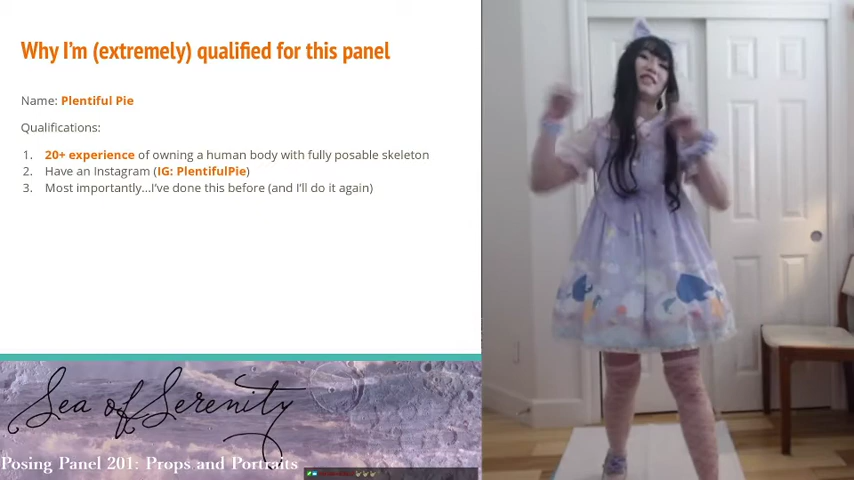 Why I'm (extremely) qualified for this panel
Name: Plentiful Pie
Qualifications:
1. 20+ experience of owning a human body with fully posable skeleton
2. Have an Instagram (IG: PlentifulPie)
3. Most importantly...I've done this before (and I'll do it again)
Sea of Serenity
Posing Panel 201: Props and Portraits